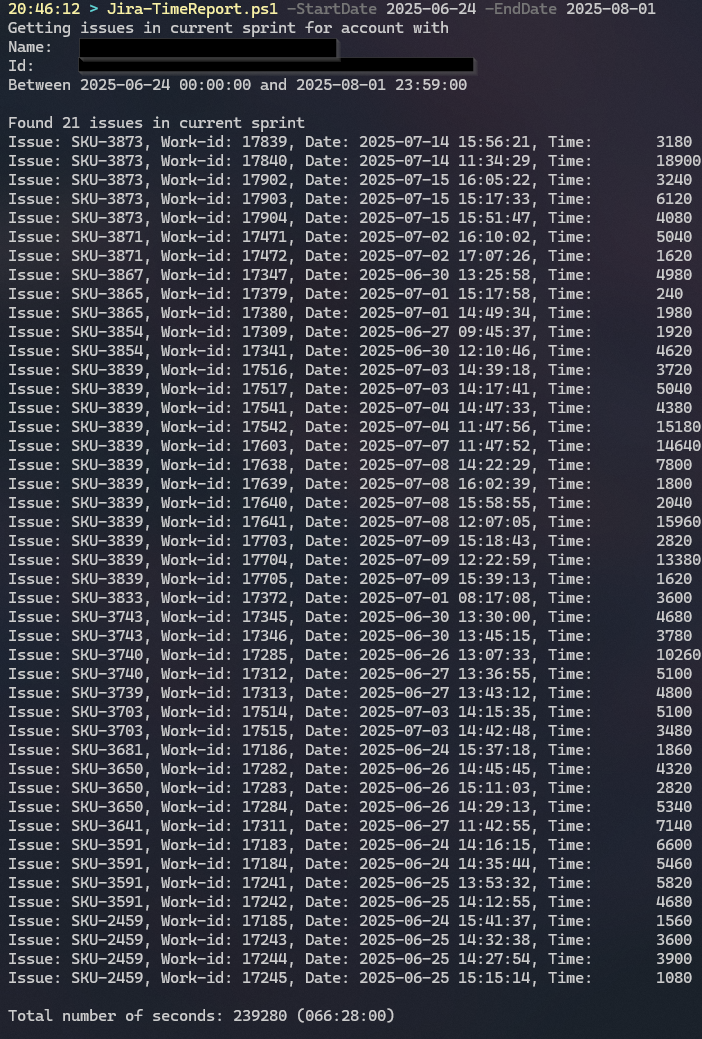 20:46:12 > Jira-TimeReport.ps1 -StartDate 2025-06-24 -EndDate 2025-08-01
Getting issues in current sprint for account with
Name:
Id:
Between 2025-06-24 00:00:00 and 2025-08-01 23:59:00
Found 21 issues in current sprint
Issue: SKU-3873, Work-id: 17839, Date: 2025-07-14 15:56:21, Time: 3180
Issue: SKU-3873, Work-id: 17840, Date: 2025-07-14 11:34:29, Time: 18900
Issue: SKU-3873, Work-id: 17902, Date: 2025-07-15 16:05:22, Time: 3240
Issue: SKU-3873, Work-id: 17903, Date: 2025-07-15 15:17:33, Time: 6120
Issue: SKU-3873, Work-id: 17904, Date: 2025-07-15 15:51:47, Time: 4080
Issue: SKU-3871, Work-id: 17471, Date: 2025-07-02 16:10:02, Time: 5040
Issue: SKU-3871, Work-id: 17472, Date: 2025-07-02 17:07:26, Time: 1620
Issue: SKU-3867, Work-id: 17347, Date: 2025-06-30 13:25:58, Time: 4980
Issue: SKU-3865, Work-id: 17379, Date: 2025-07-01 15:17:58, Time: 240
Issue: SKU-3865, Work-id: 17380, Date: 2025-07-01 14:49:34, Time: 1980
Issue: SKU-3854, Work-id: 17309, Date: 2025-06-27 09:45:37, Time: 1920
Issue: SKU-3854, Work-id: 17341, Date: 2025-06-30 12:10:46, Time: 4620
Issue: SKU-3839, Work-id: 17516, Date: 2025-07-03 14:39:18, Time: 3720
Issue: SKU-3839, Work-id: 17517, Date: 2025-07-03 14:17:41, Time: 5040
Issue: SKU-3839, Work-id: 17541, Date: 2025-07-04 14:47:33, Time: 4380
Issue: SKU-3839, Work-id: 17542, Date: 2025-07-04 11:47:56, Time: 15180
Issue: SKU-3839, Work-id: 17603, Date: 2025-07-07 11:47:52, Time: 14640
Issue: SKU-3839, Work-id: 17638, Date: 2025-07-08 14:22:29, Time: 7800
Issue: SKU-3839, Work-id: 17639, Date: 2025-07-08 16:02:39, Time: 1800
Issue: SKU-3839, Work-id: 17640, Date: 2025-07-08 15:58:55, Time: 2040
Issue: SKU-3839, Work-id: 17641, Date: 2025-07-08 12:07:05, Time: 15960
Issue: SKU-3839, Work-id: 17703, Date: 2025-07-09 15:18:43, Time: 2820
Issue: SKU-3839, Work-id: 17704, Date: 2025-07-09 12:22:59, Time: 13380
Issue: SKU-3839, Work-id: 17705, Date: 2025-07-09 15:39:13, Time: 1620
Issue: SKU-3833, Work-id: 17372, Date: 2025-07-01 08:17:08, Time: 3600
Issue: SKU-3743, Work-id: 17345, Date: 2025-06-30 13:30:00, Time: 4680
Issue: SKU-3743, Work-id: 17346, Date: 2025-06-30 13:45:15, Time: 3780
Issue: SKU-3740, Work-id: 17285, Date: 2025-06-26 13:07:33, Time: 10260
Issue: SKU-3740, Work-id: 17312, Date: 2025-06-27 13:36:55, Time: 5100
Issue: SKU-3739, Work-id: 17313, Date: 2025-06-27 13:43:12, Time: 4800
Issue: SKU-3703, Work-id: 17514, Date: 2025-07-03 14:15:35, Time: 5100
Issue: SKU-3703, Work-id: 17515, Date: 2025-07-03 14:42:48, Time: 3480
Issue: SKU-3681, Work-id: 17186, Date: 2025-06-24 15:37:18, Time: 1860
Issue: SKU-3650, Work-id: 17282, Date: 2025-06-26 14:45:45, Time: 4320
Issue: SKU-3650, Work-id: 17283, Date: 2025-06-26 15:11:03, Time: 2820
Issue: SKU-3650, Work-id: 17284, Date: 2025-06-26 14:29:13, Time: 5340
Issue: SKU-3641, Work-id: 17311, Date: 2025-06-27 11:42:55, Time: 7140
Issue: SKU-3591, Work-id: 17183, Date: 2025-06-24 14:16:15, Time: 6600
Issue: SKU-3591, Work-id: 17184, Date: 2025-06-24 14:35:44, Time: 5460
Issue: SKU-3591, Work-id: 17241, Date: 2025-06-25 13:53:32, Time: 5820
Issue: SKU-3591, Work-id: 17242, Date: 2025-06-25 14:12:55, Time: 4680
Issue: SKU-2459, Work-id: 17185, Date: 2025-06-24 15:41:37, Time: 1560
Issue: SKU-2459, Work-id: 17243, Date: 2025-06-25 14:32:38, Time: 3600
Issue: SKU-2459, Work-id: 17244, Date: 2025-06-25 14:27:54, Time: 3900
Issue: SKU-2459, Work-id: 17245, Date: 2025-06-25 15:15:14, Time: 1080
Total number of seconds: 239280 (066:28:00)